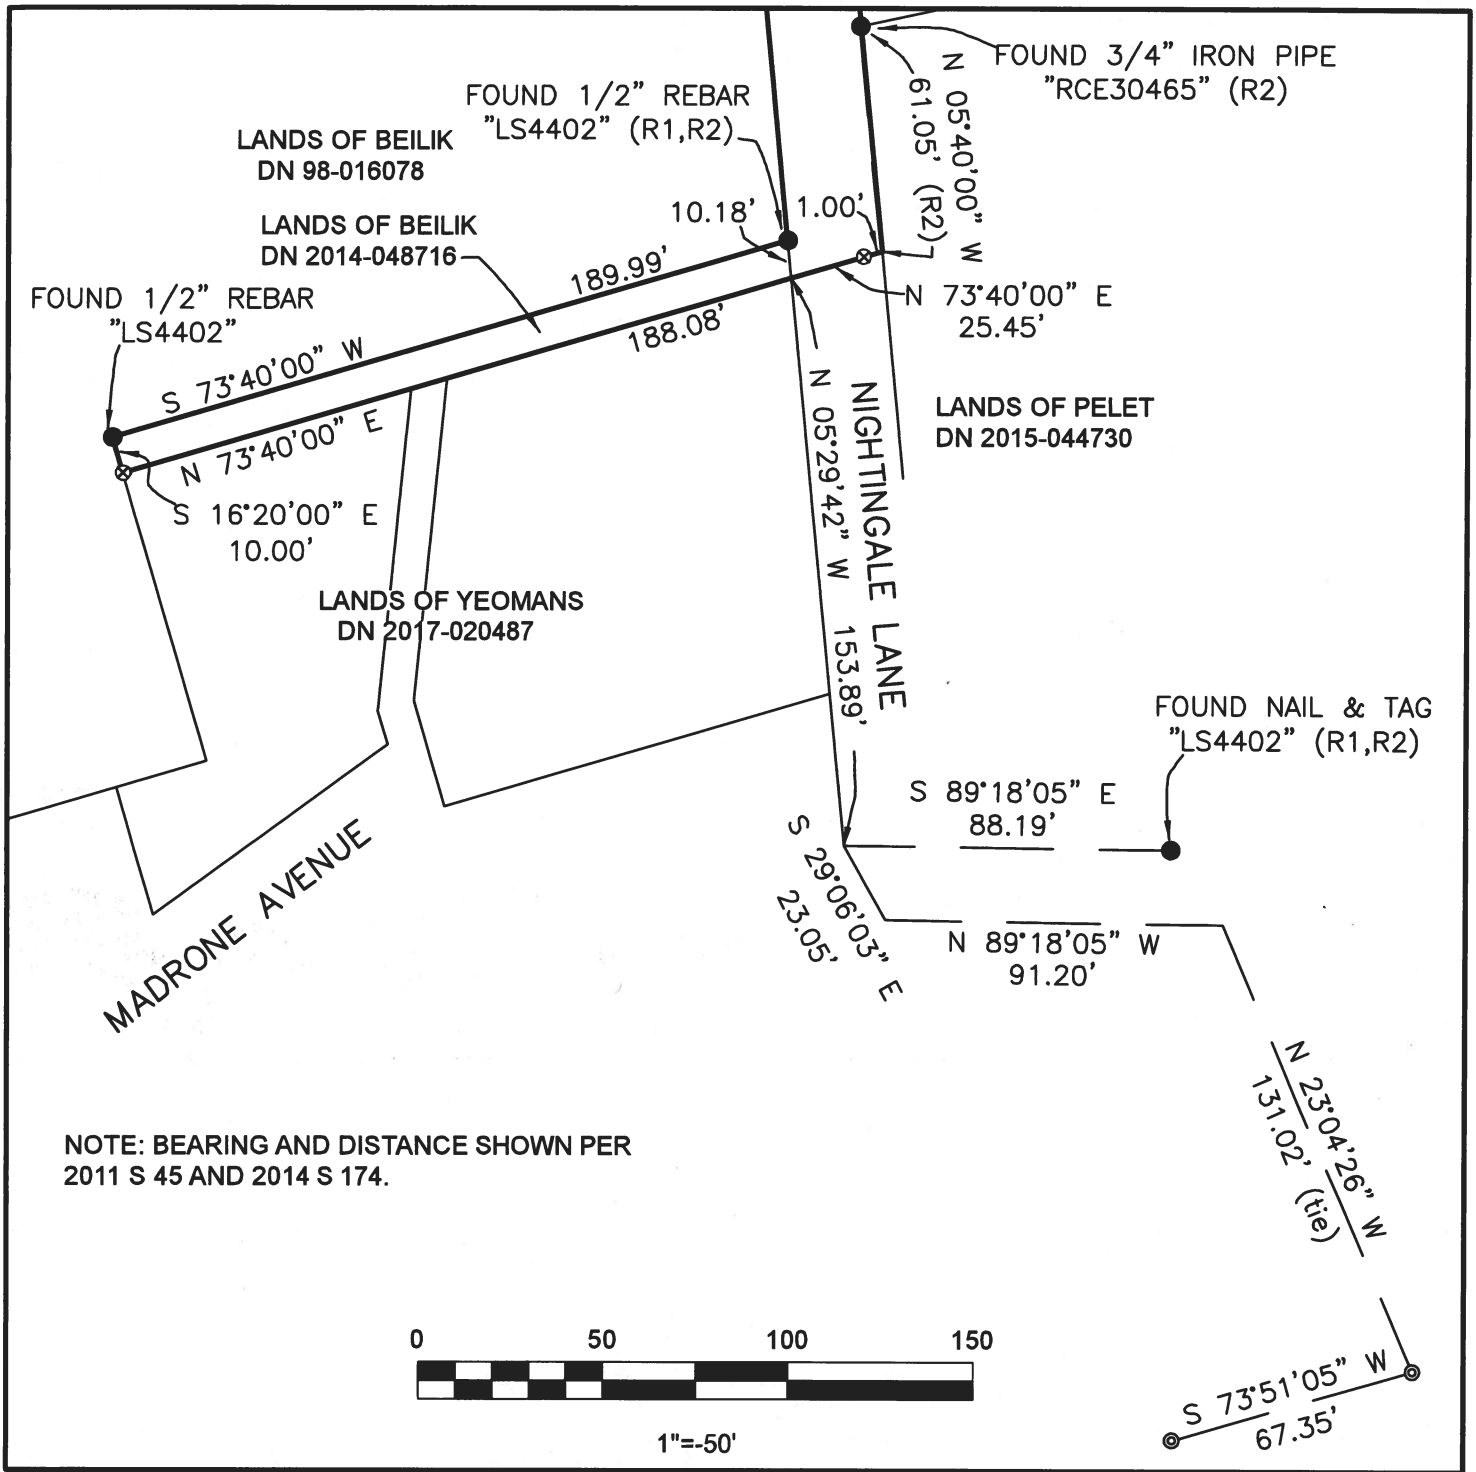 FOUND 3/4" IRON PIPE
"RCE30465" (R2)
N 05°40'00" W
61.05' (R2)
FOUND 1/2" REBAR
"LS4402" (R1,R2)
LANDS OF BEILIK
DN 98-016078
LANDS OF BEILIK
DN 2014-048716
10.18'
1.00'
189.99'
FOUND 1/2" REBAR
"LS4402"
188.08'
N 73°40'00" E
25.45'
S 73°40'00" W
N 73°40'00" E
S 16°20'00" E
10.00'
LANDS OF PELET
DN 2015-044730
NIGHTINGALE LANE
N 05°29'42" W 153.89'
LANDS OF YEOMANS
DN 2017-020487
FOUND NAIL & TAG
"LS4402" (R1,R2)
S 89°18'05" E
88.19'
S 29°06'03" E
23.05'
N 89°18'05" W
91.20'
MADRONE AVENUE
N 23°04'26" W
131.02' (tie)
NOTE: BEARING AND DISTANCE SHOWN PER
2011 S 45 AND 2014 S 174.
0 50 100 150
1"=-50'
S 73°51'05" W
67.35'